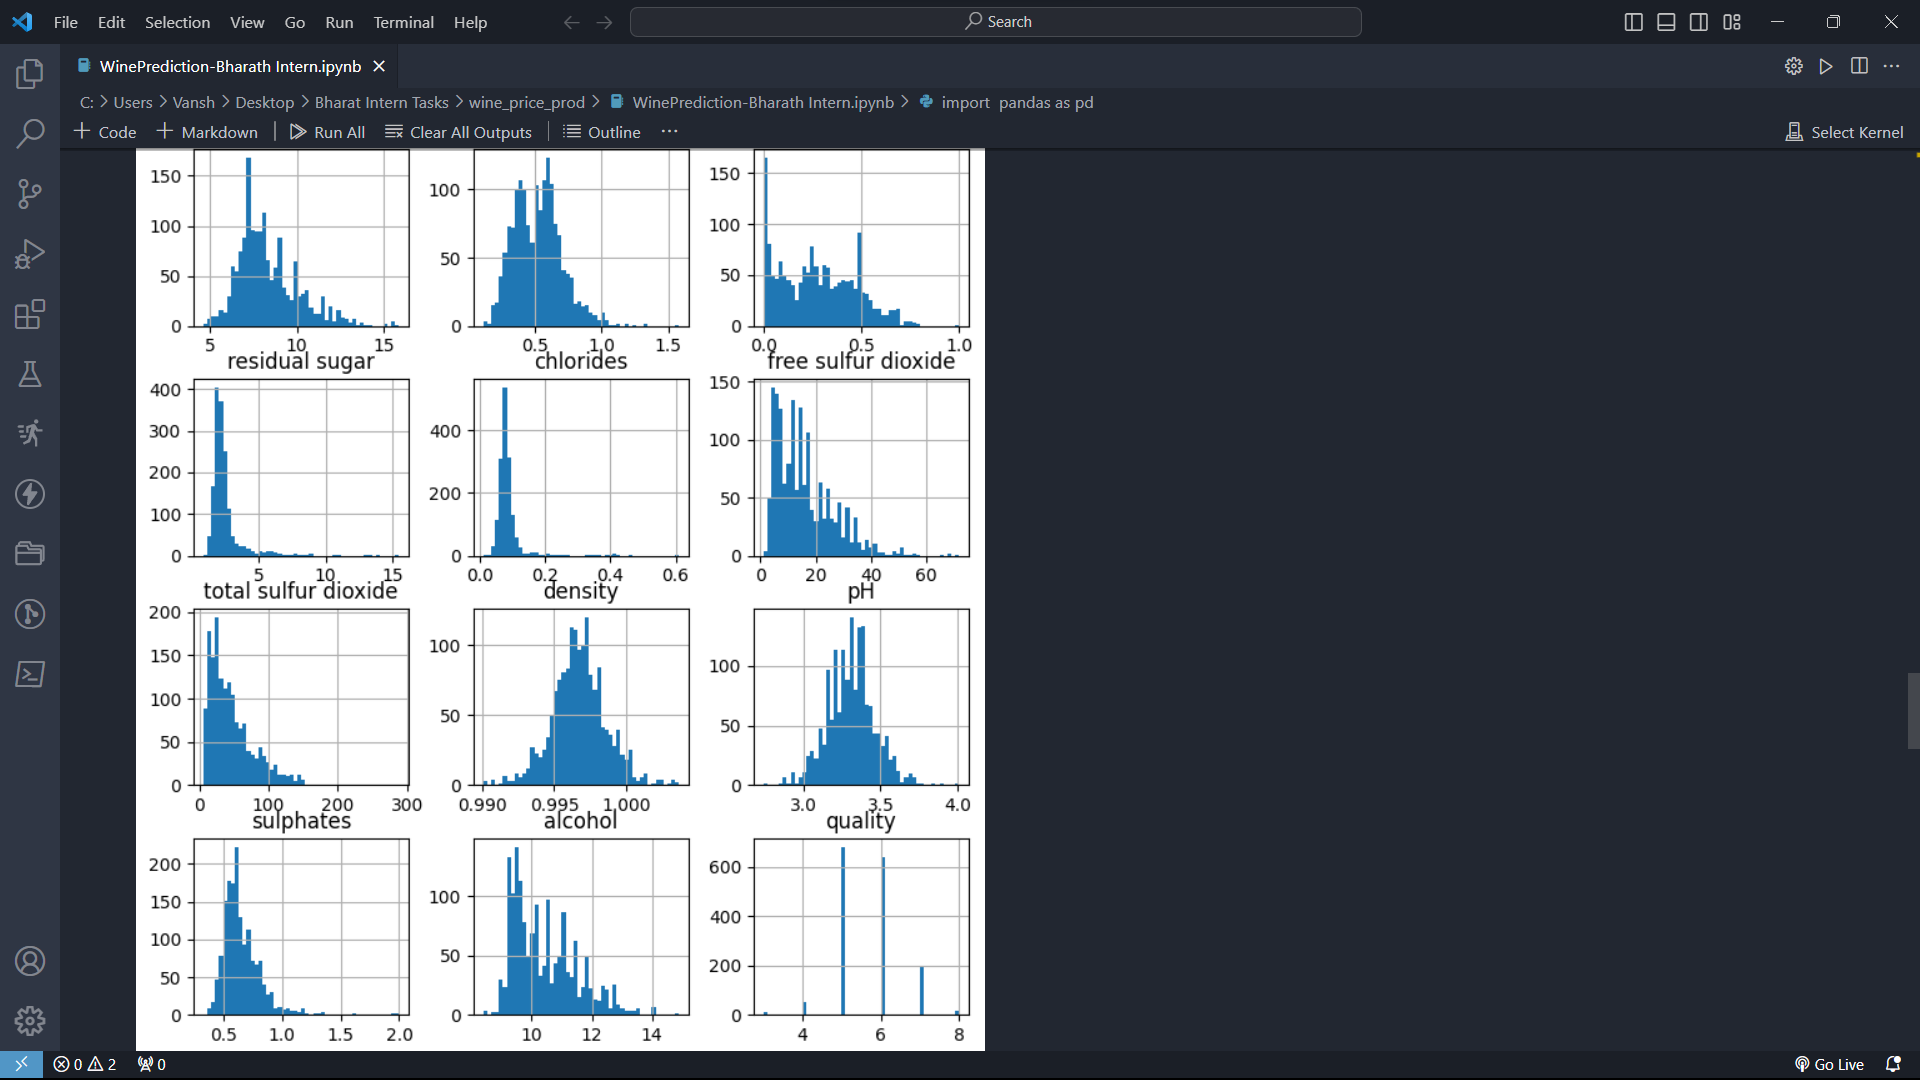 File Edit Selection View Go Run Terminal Help Search
WinePrediction-Bharath Intern.ipynb
C: > Users > Vansh > Desktop > Bharat Intern Tasks > wine_price_prod > WinePrediction-Bharath Intern.ipynb > import pandas as pd
+ Code + Markdown | Run All Clear All Outputs | Outline ... Select Kernel
150 100 50 0
5 10 15
100 50 0
0.5 1.0 1.5
150 100 50 0
0.0 0.5 1.0
residual sugar chlorides free sulfur dioxide
400 300 200 100 0
5 10 15
400 200 0
0.0 0.2 0.4 0.6
150 100 50 0
0 20 40 60
total sulfur dioxide density pH
200 150 100 50 0
0 100 200 300
100 50 0
0.990 0.995 1.000
100 50 0
3.0 3.5 4.0
sulphates alcohol quality
200 150 100 50 0
0.5 1.0 1.5 2.0
100 50 0
10 12 14
600 400 200 0
4 6 8
0 2 0 Go Live